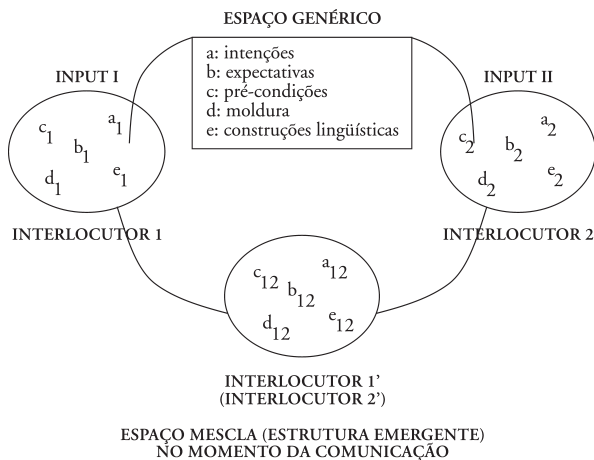 ESPAÇO GENÉRICO
a: intenções
b: expectativas
c: pré-condições
d: moldura
e: construções lingüísticas
INPUT I
c1 a1
b1
d1 e1
INTERLOCUTOR 1
INPUT II
c2 a2
b2
d2 e2
INTERLOCUTOR 2
c12 a12
b12
d12 e12
INTERLOCUTOR 1'
(INTERLOCUTOR 2')
ESPAÇO MESCLA (ESTRUTURA EMERGENTE)
NO MOMENTO DA COMUNICAÇÃO